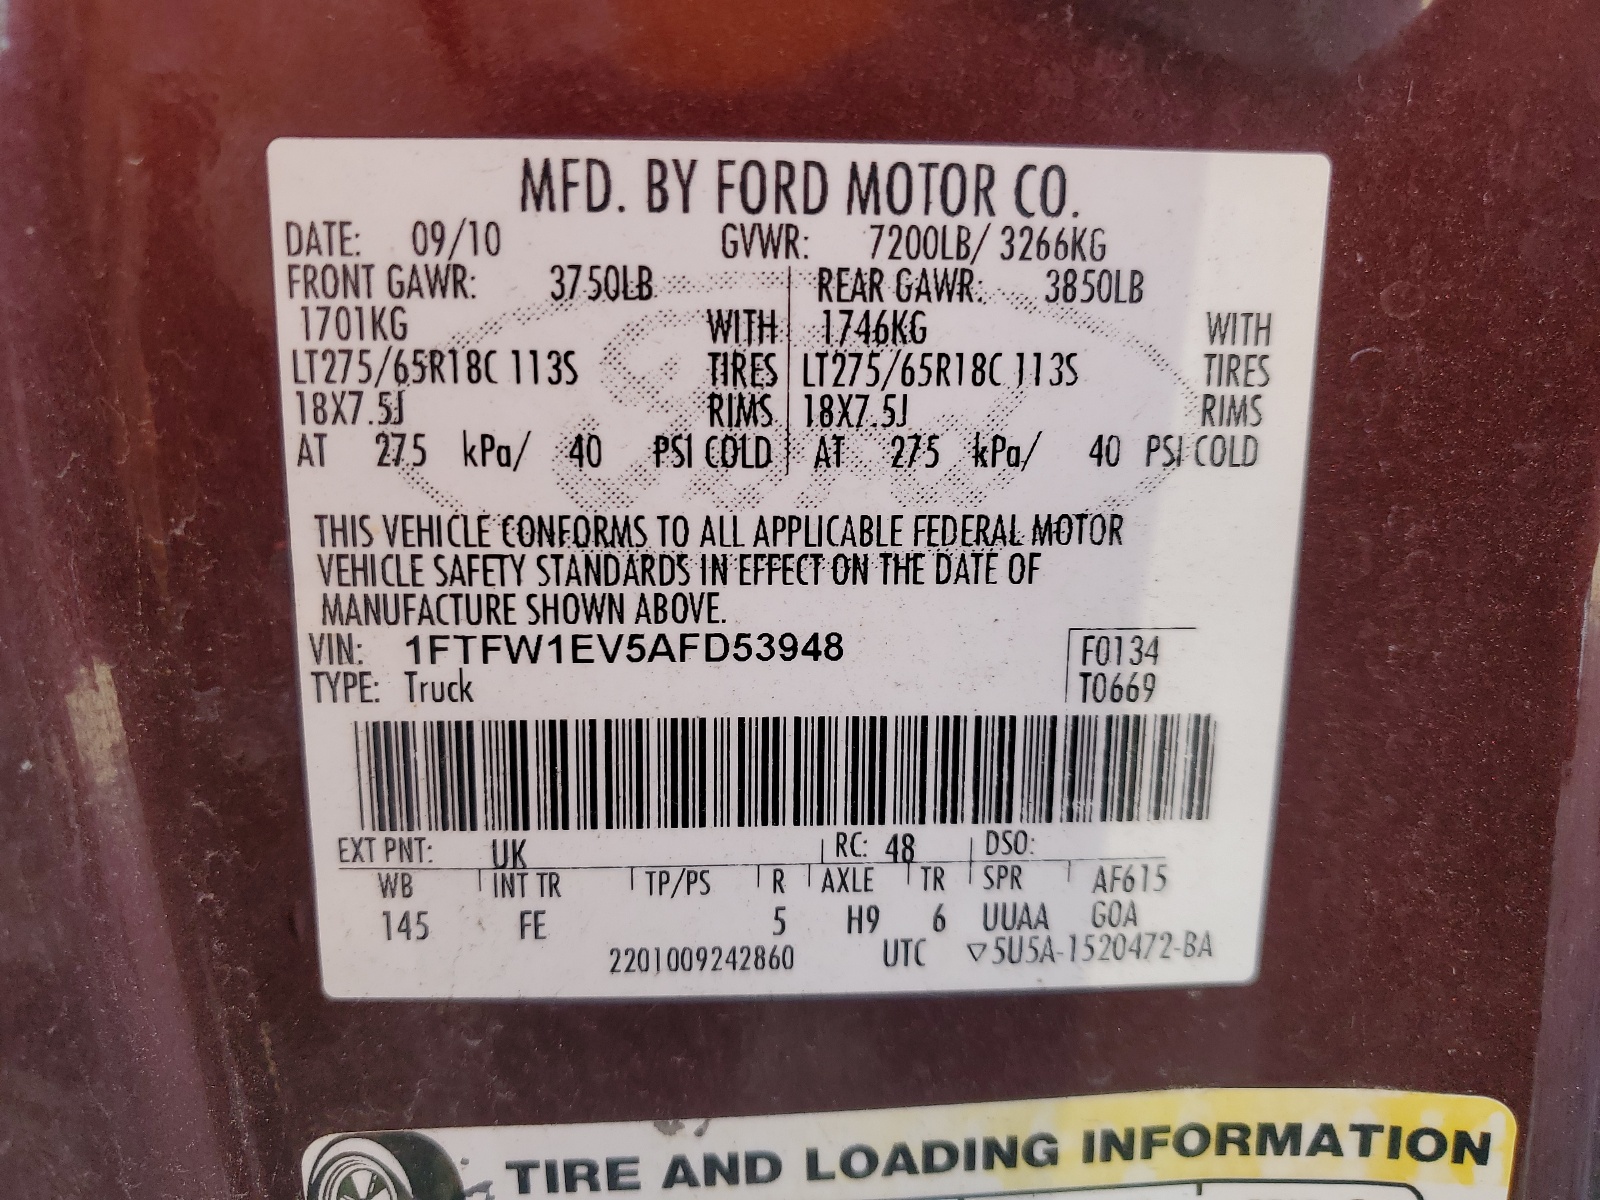 MFD. BY FORD MOTOR CO.
DATE: 09/10 GVWR: 7200LB/ 3266KG
FRONT GAWR: 3750LB REAR GAWR: 3850LB
1701KG WITH 1746KG WITH
LT275/65R18C 113S TIRES LT275/65R18C 113S TIRES
18X7.5J RIMS 18X7.5J RIMS
AT 275 kPa/ 40 PSI COLD AT 275 kPa/ 40 PSI COLD
THIS VEHICLE CONFORMS TO ALL APPLICABLE FEDERAL MOTOR
VEHICLE SAFETY STANDARDS IN EFFECT ON THE DATE OF
MANUFACTURE SHOWN ABOVE.
VIN: 1FTFW1EV5AFD53948 F0134
TYPE: Truck T0669
EXT PNT: UK RC: 48 DSO:
WB INT TR TP/PS R AXLE TR SPR AF615
145 FE 5 H9 6 UUAA GOA
2201009242860 UTC ▽5U5A-1520472-BA
TIRE AND LOADING INFORMATION